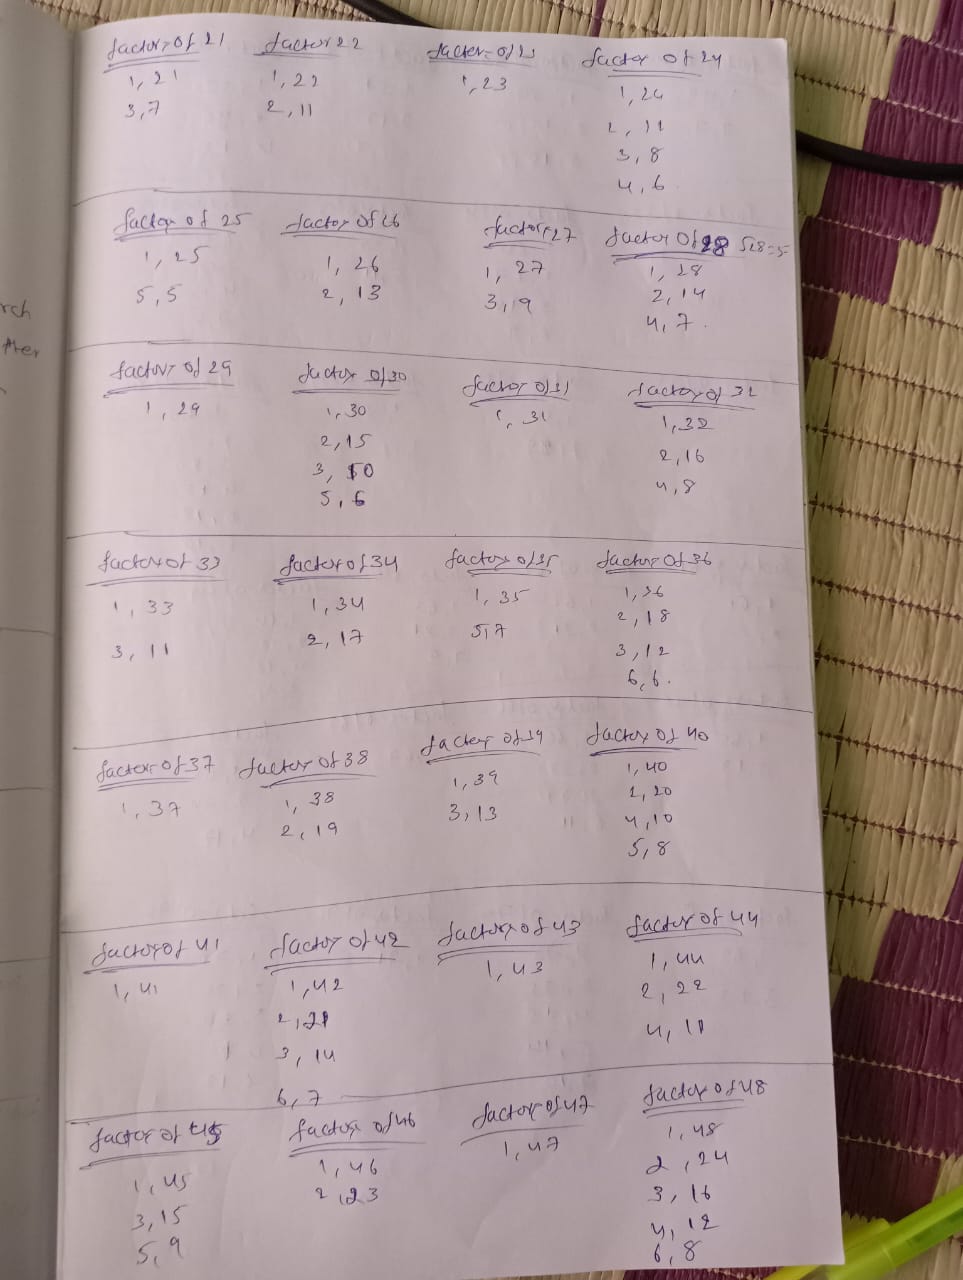 rch
ther
factor of 21 factor 22 factor of 23 factor of 24
1,21 1,22 1,23 1,24
3,7 2,11 2,12
3,8
4,6
factor of 25 factor of 26 factor 27 factor of 28 528=5
1,25 1,26 1,27 1,28
5,5 2,13 3,9 2,14
4,7.
factor of 29 factor of 30 factor of 31 factor of 32
1,29 1,30 1,31 1,32
2,15 2,16
3,10 4,8
5,6
factor of 33 factor of 34 factor of 35 factor of 36
1,33 1,34 1,35 1,36
3,11 2,17 5,7 2,18
3,12
6,6.
factor of 37 factor of 38 factor of 39 factor of 40
1,37 1,38 1,39 1,40
2,19 3,13 2,20
4,10
5,8
factor of 41 factor of 42 factor of 43 factor of 44
1,41 1,42 1,43 1,44
2,21 2,22
3,14 4,11
6,7
factor of 45 factor of 46 factor of 47 factor of 48
1,45 1,46 1,47 1,48
3,15 2,23 2,24
5,9 3,16
4,12
6,8